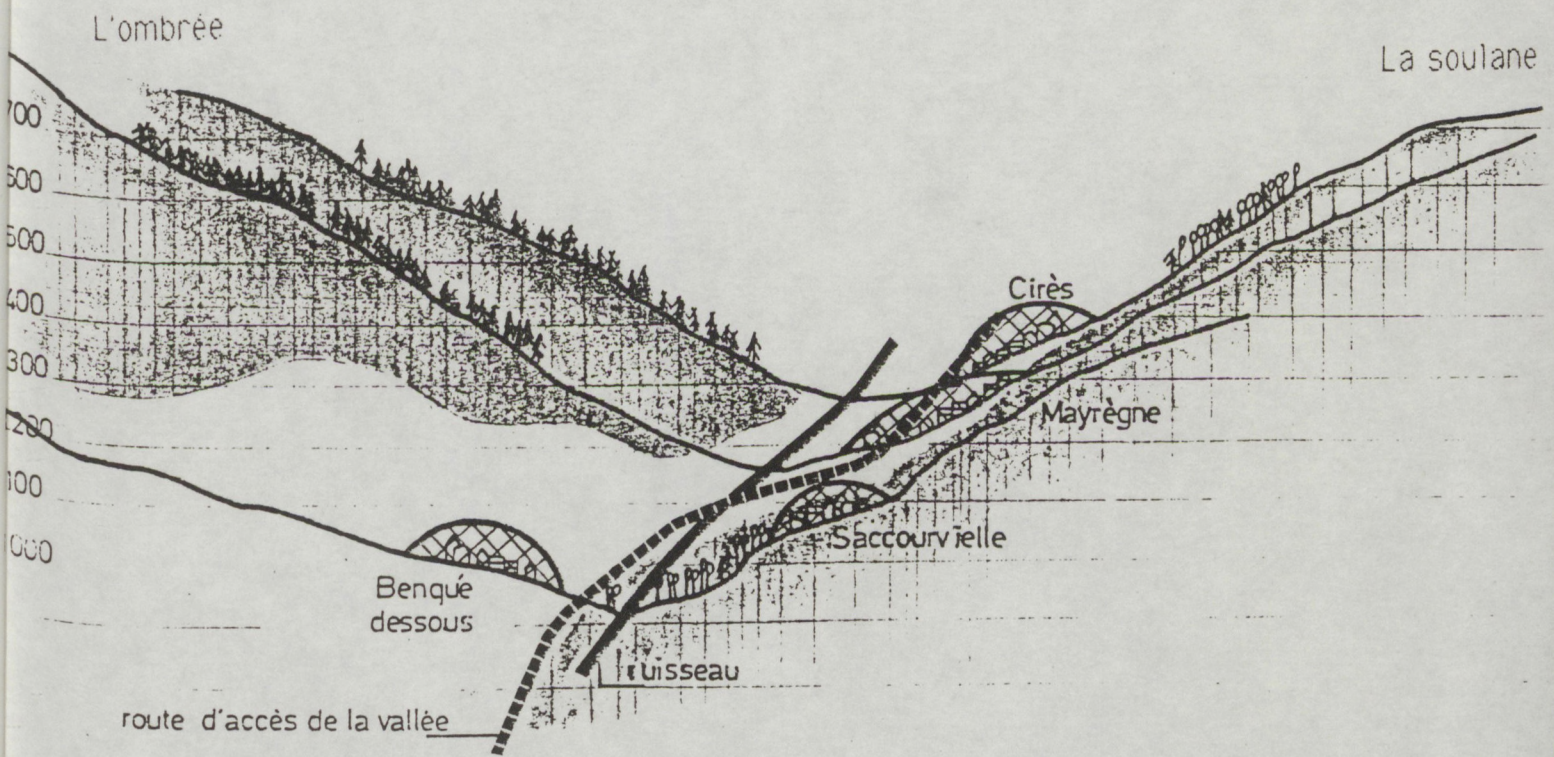 L'ombrée
La soulane
700
600
500
400
300
200
100
000
Cirès
Mayrègne
Saccourvielle
Benqué
dessous
ruisseau
route d'accès de la vallée